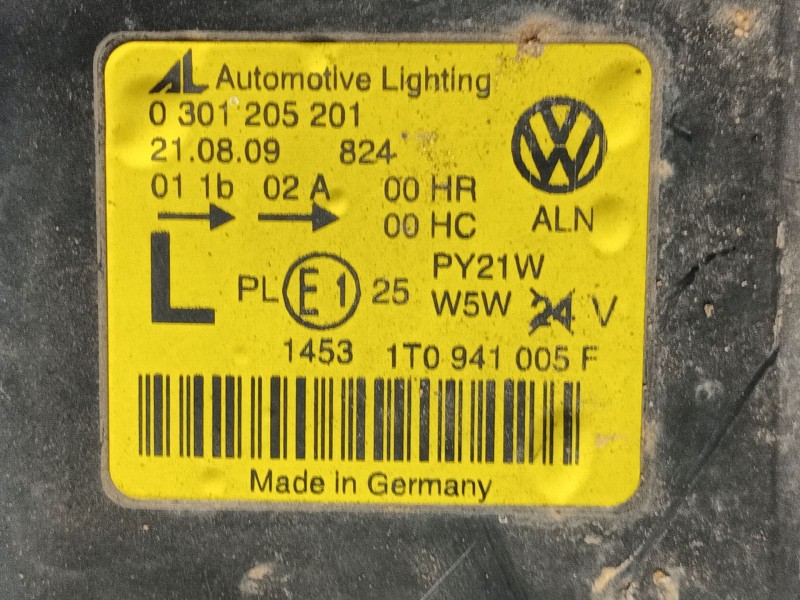 AL Automotive Lighting
0 301 205 201
21.08.09 824
01 1b 02 A 00 HR
00 HC
ALN
L
PL E1 25
PY21W
W5W 24 V
1453 1T0 941 005 F
Made in Germany